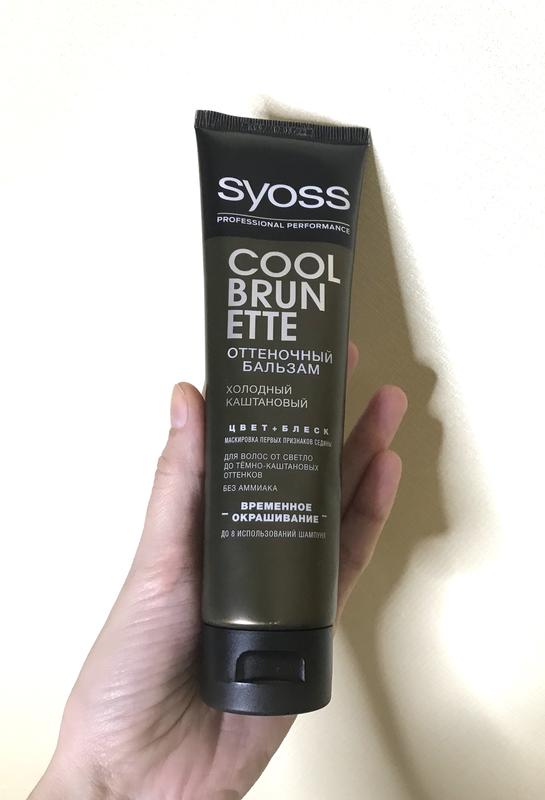 syoss
PROFESSIONAL PERFORMANCE
COOL
BRUN
ETTE
ОТТЕНОЧНЫЙ
БАЛЬЗАМ
ХОЛОДНЫЙ
КАШТАНОВЫЙ
ЦВЕТ+БЛЕСК
МАСКИРОВКА ПЕРВЫХ ПРИЗНАКОВ СЕДИНЫ
ДЛЯ ВОЛОС ОТ СВЕТЛО
ДО ТЁМНО-КАШТАНОВЫХ
ОТТЕНКОВ
БЕЗ АММИАКА
ВРЕМЕННОЕ
– ОКРАШИВАНИЕ –
ДО 8 ИСПОЛЬЗОВАНИЙ ШАМПУНЯ